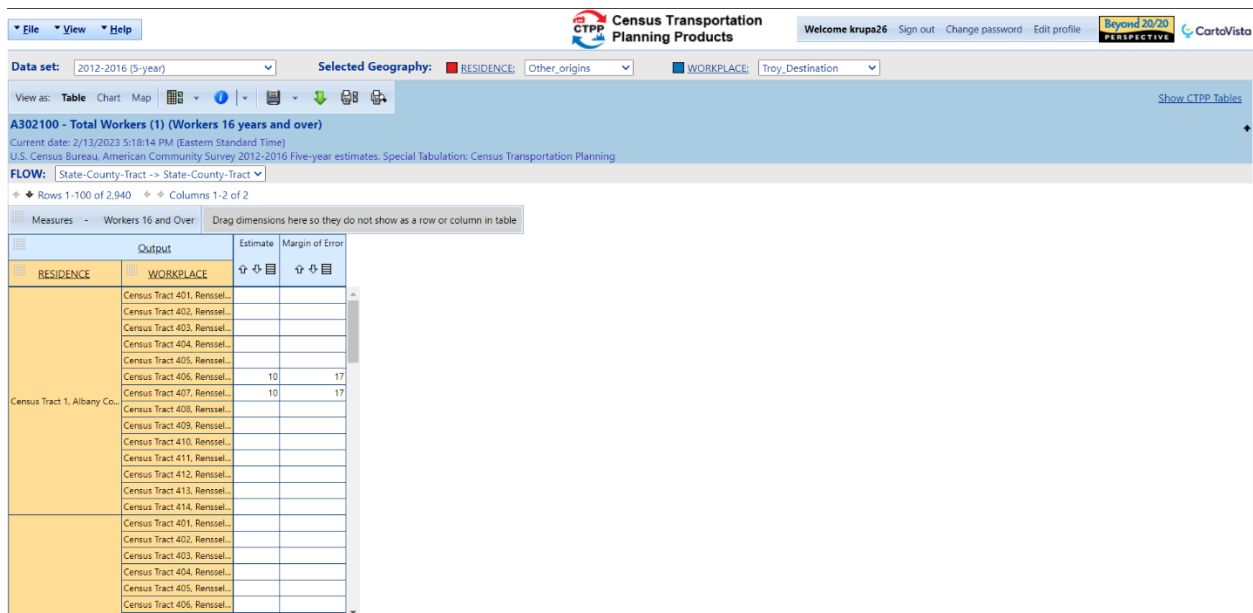 File View Help
CTPP
Census Transportation
Planning Products
Welcome krupa26 Sign out Change password Edit profile
Beyond 20/20
PERSPECTIVE
CartoVista
Data set: 2012-2016 (5-year) Selected Geography: RESIDENCE: Other_origins WORKPLACE: Troy_Destination
View as: Table Chart Map Show CTPP Tables
A302100 - Total Workers (1) (Workers 16 years and over)
Current date: 2/13/2023 5:18:14 PM (Eastern Standard Time)
U.S. Census Bureau, American Community Survey 2012-2016 Five-year estimates. Special Tabulation: Census Transportation Planning
FLOW: State-County-Tract -> State-County-Tract
Rows 1-100 of 2,940 Columns 1-2 of 2
Measures - Workers 16 and Over Drag dimensions here so they do not show as a row or column in table
Output Estimate Margin of Error
RESIDENCE WORKPLACE
Census Tract 1, Albany Co...
Census Tract 401, Renssel...
Census Tract 402, Renssel...
Census Tract 403, Renssel...
Census Tract 404, Renssel...
Census Tract 405, Renssel...
Census Tract 406, Renssel... 10 17
Census Tract 407, Renssel... 10 17
Census Tract 408, Renssel...
Census Tract 409, Renssel...
Census Tract 410, Renssel...
Census Tract 411, Renssel...
Census Tract 412, Renssel...
Census Tract 413, Renssel...
Census Tract 414, Renssel...
Census Tract 401, Renssel...
Census Tract 402, Renssel...
Census Tract 403, Renssel...
Census Tract 404, Renssel...
Census Tract 405, Renssel...
Census Tract 406, Renssel...